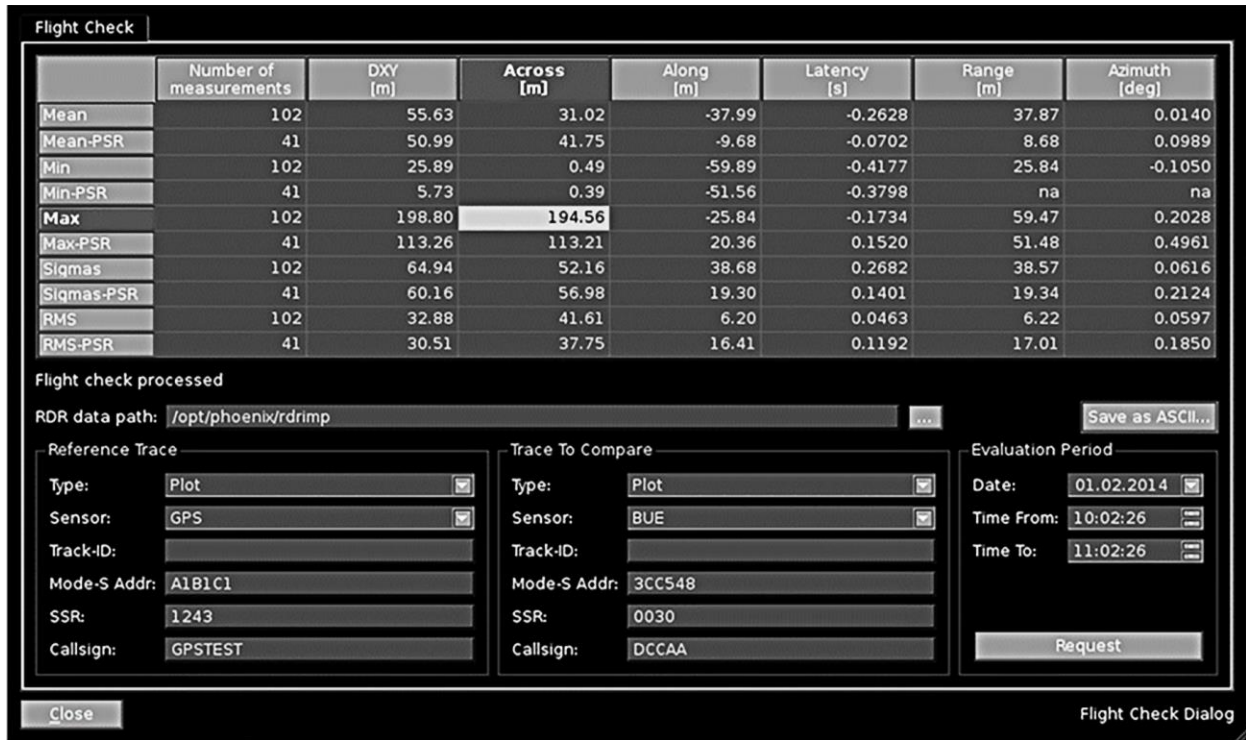 Flight Check
Number of measurements DXY [m] Across [m] Along [m] Latency [s] Range [m] Azimuth [deg]
Mean 102 55.63 31.02 -37.99 -0.2628 37.87 0.0140
Mean-PSR 41 50.99 41.75 -9.68 -0.0702 8.68 0.0989
Min 102 25.89 0.49 -59.89 -0.4177 25.84 -0.1050
Min-PSR 41 5.73 0.39 -51.56 -0.3798 na na
Max 102 198.80 194.56 -25.84 -0.1734 59.47 0.2028
Max-PSR 41 113.26 113.21 20.36 0.1520 51.48 0.4961
Sigmas 102 64.94 52.16 38.68 0.2682 38.57 0.0616
Sigmas-PSR 41 60.16 56.98 19.30 0.1401 19.34 0.2124
RMS 102 32.88 41.61 6.20 0.0463 6.22 0.0597
RMS-PSR 41 30.51 37.75 16.41 0.1192 17.01 0.1850
Flight check processed
RDR data path: /opt/phoenix/rdrimp ... Save as ASCII...
Reference Trace
Type: Plot
Sensor: GPS
Track-ID:
Mode-S Addr: A1B1C1
SSR: 1243
Callsign: GPSTEST
Trace To Compare
Type: Plot
Sensor: BUE
Track-ID:
Mode-S Addr: 3CC548
SSR: 0030
Callsign: DCCAA
Evaluation Period
Date: 01.02.2014
Time From: 10:02:26
Time To: 11:02:26
Request
Close
Flight Check Dialog